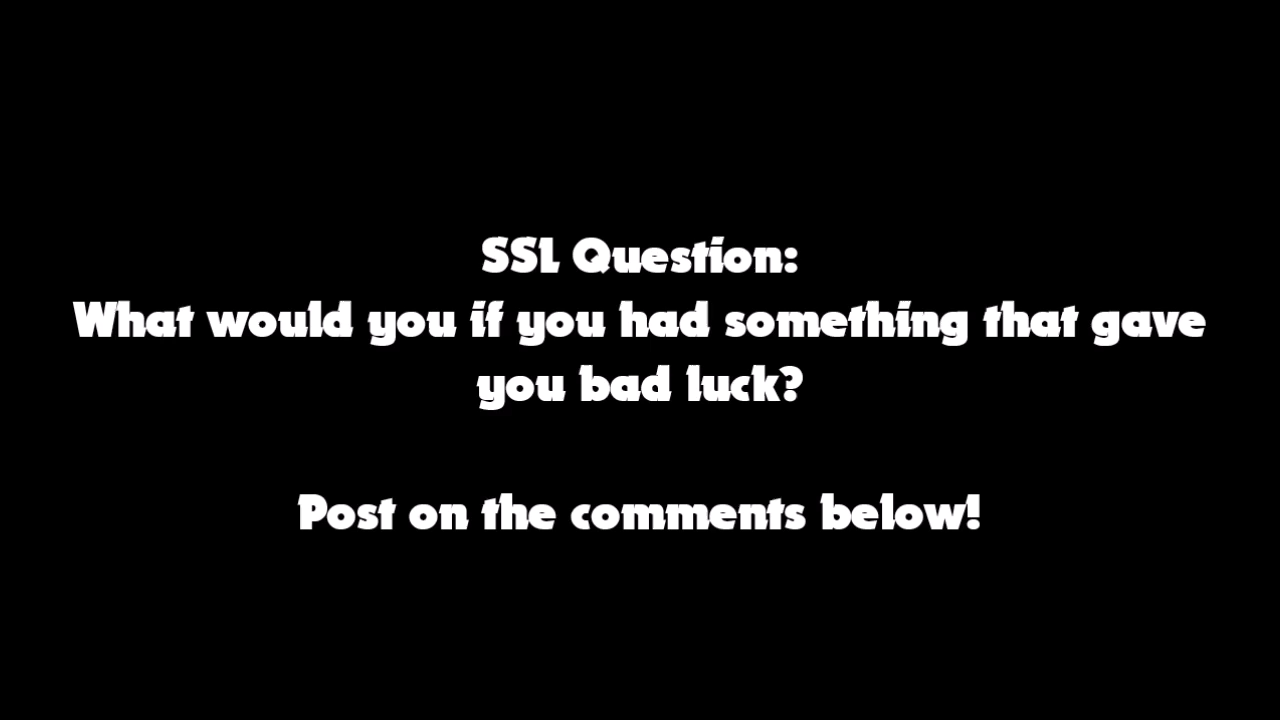 SSL Question:
What would you if you had something that gave
you bad luck?
Post on the comments below!